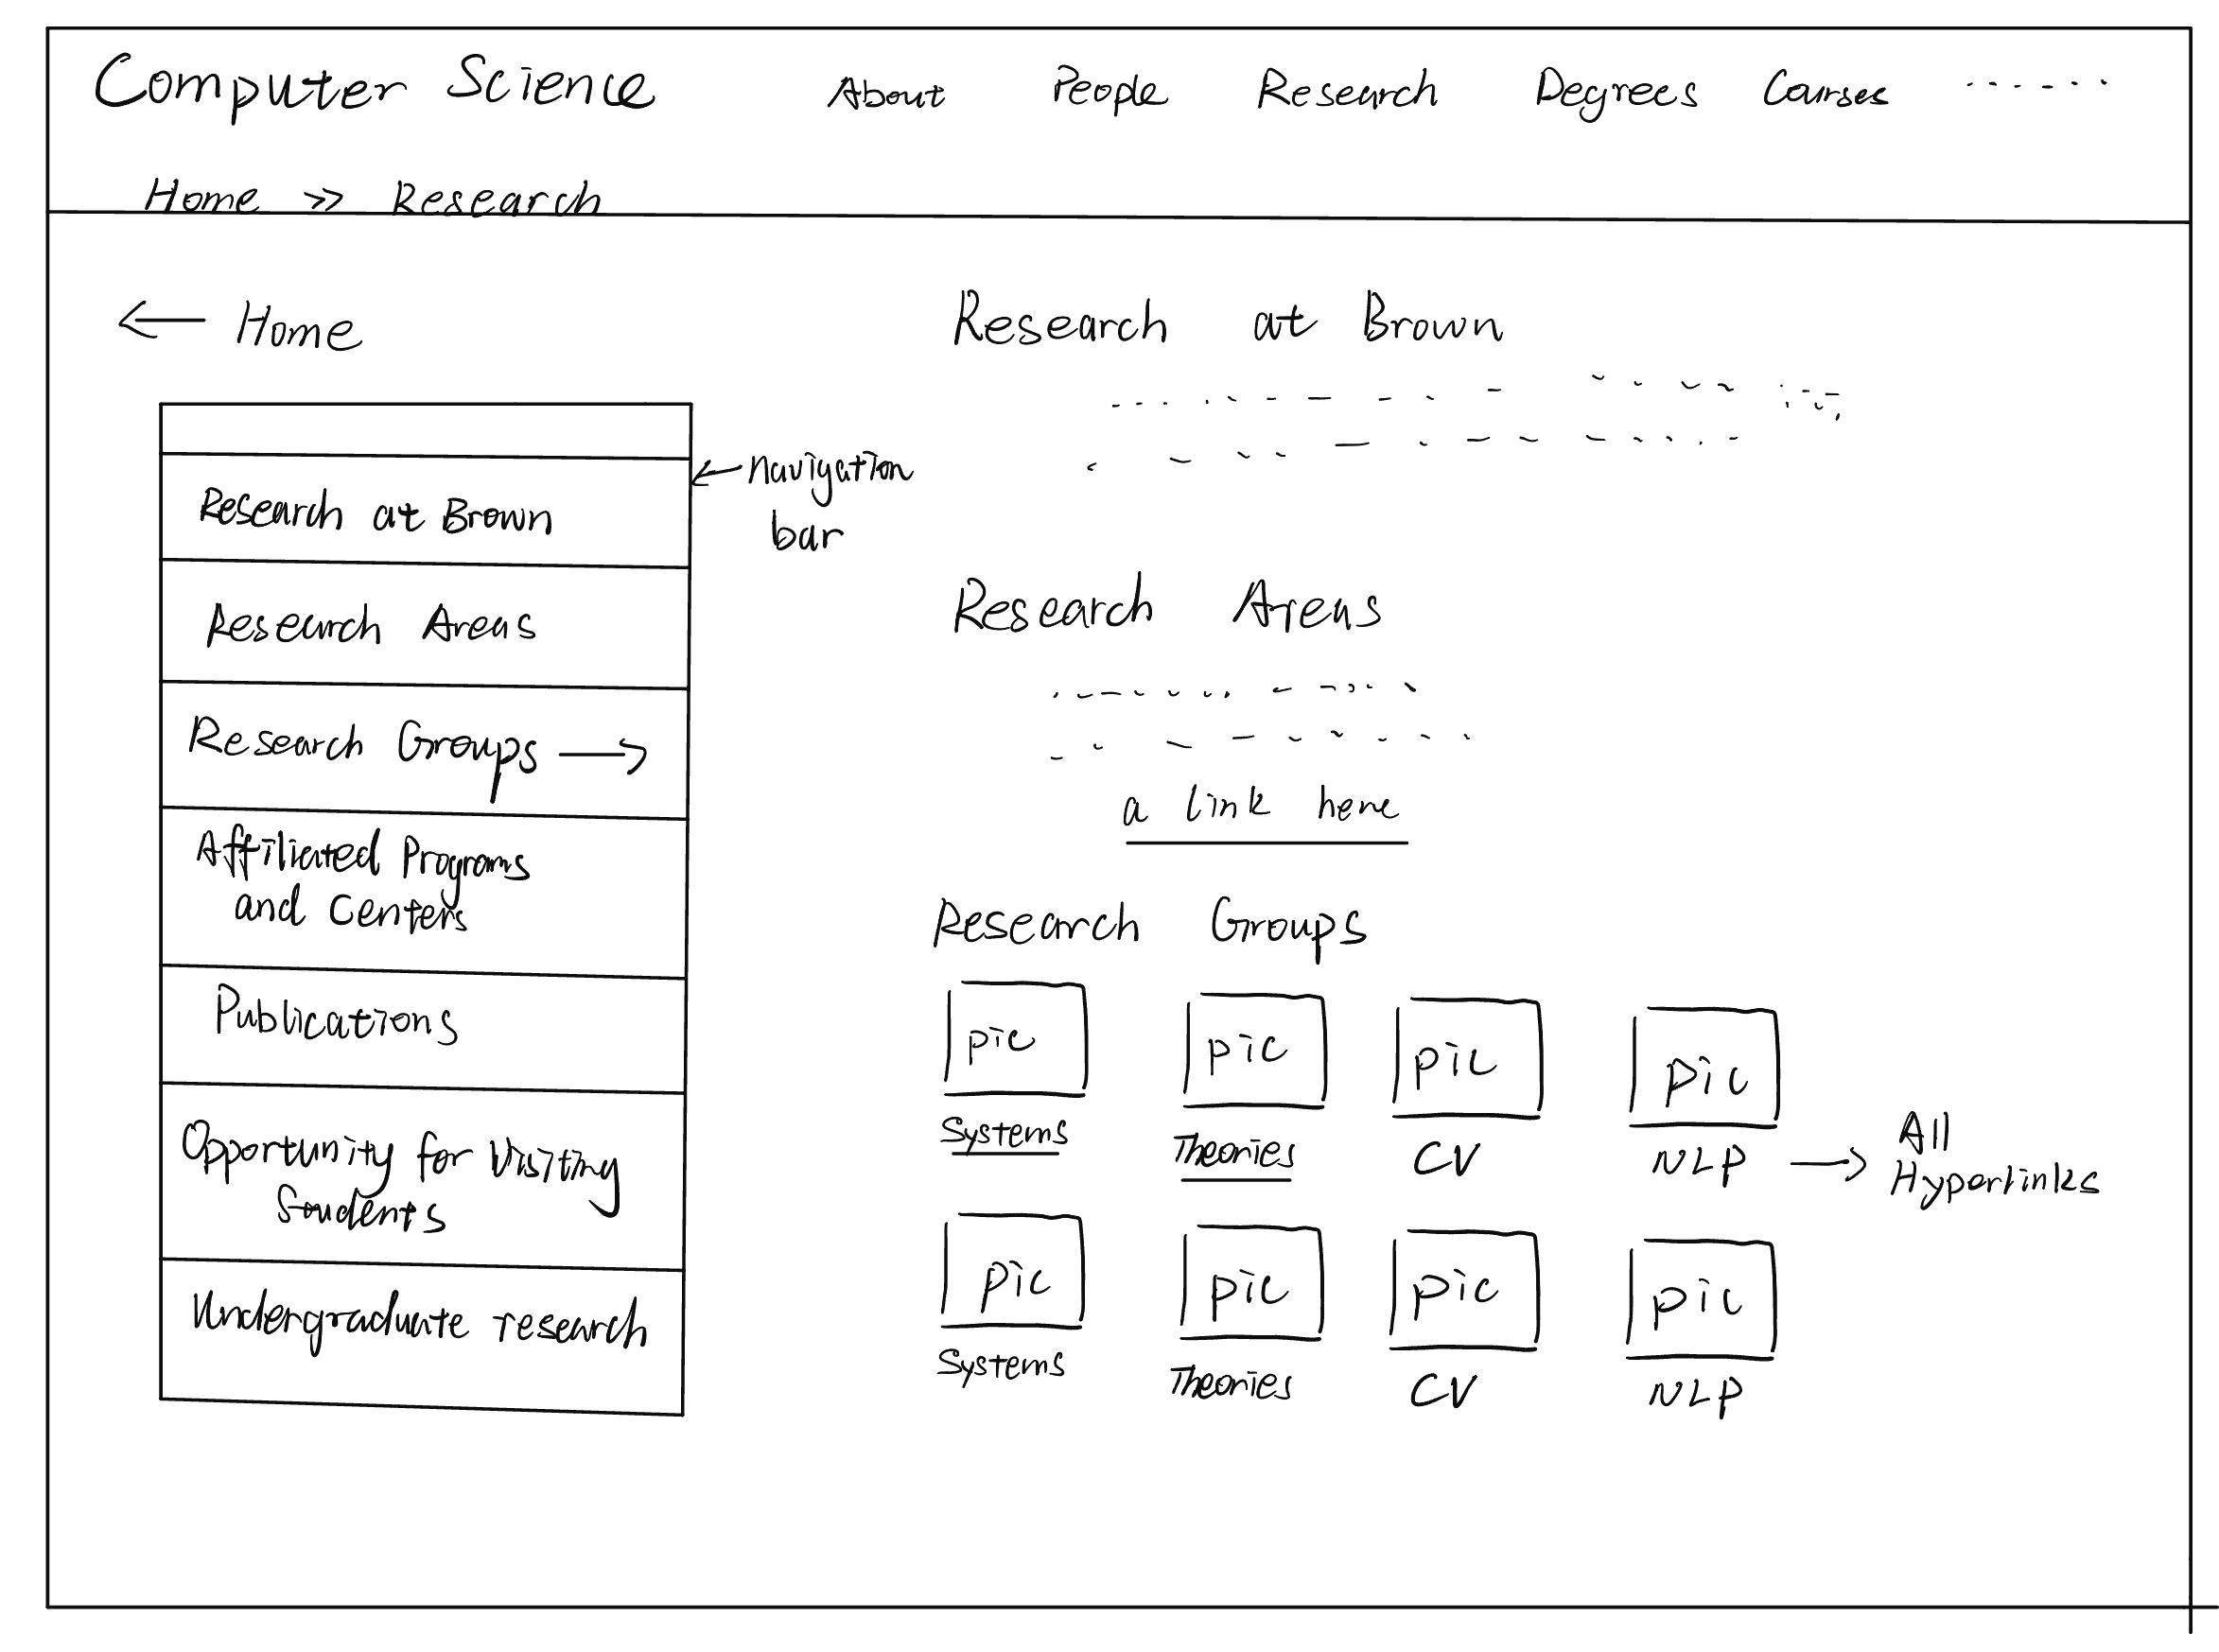 Computer Science About People Research Degrees Courses ......
Home >> Research
← Home
Research at Brown
Research Areas
Research Groups →
Affiliated Programs
and Centers
Publications
Opportunity for Visiting
Students
Undergraduate research
← navigation
bar
Research at Brown
Research Areas
a link here
Research Groups
pic pic pic pic
Systems Theories CV NLP → All
Hyperlinks
pic pic pic pic
Systems Theories CV NLP